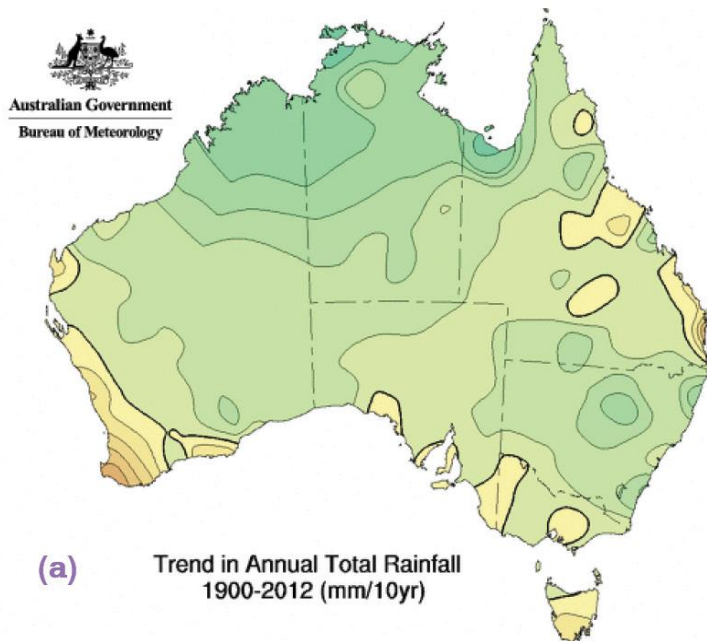 Australian Government
Bureau of Meteorology
(a)
Trend in Annual Total Rainfall
1900-2012 (mm/10yr)